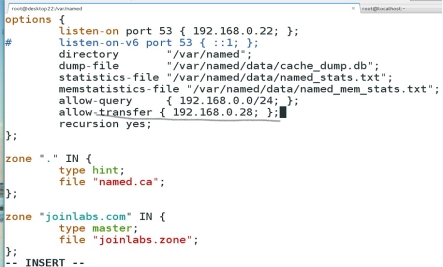 root@desktop22:/var/named
root@localhost:~
options {
listen-on port 53 { 192.168.0.22; };
# listen-on-v6 port 53 { ::1; };
directory "/var/named";
dump-file "/var/named/data/cache_dump.db";
statistics-file "/var/named/data/named_stats.txt";
memstatistics-file "/var/named/data/named_mem_stats.txt";
allow-query { 192.168.0.0/24; };
allow-transfer { 192.168.0.28; };
recursion yes;
};
zone "." IN {
type hint;
file "named.ca";
};
zone "joinlabs.com" IN {
type master;
file "joinlabs.zone";
};
-- INSERT --